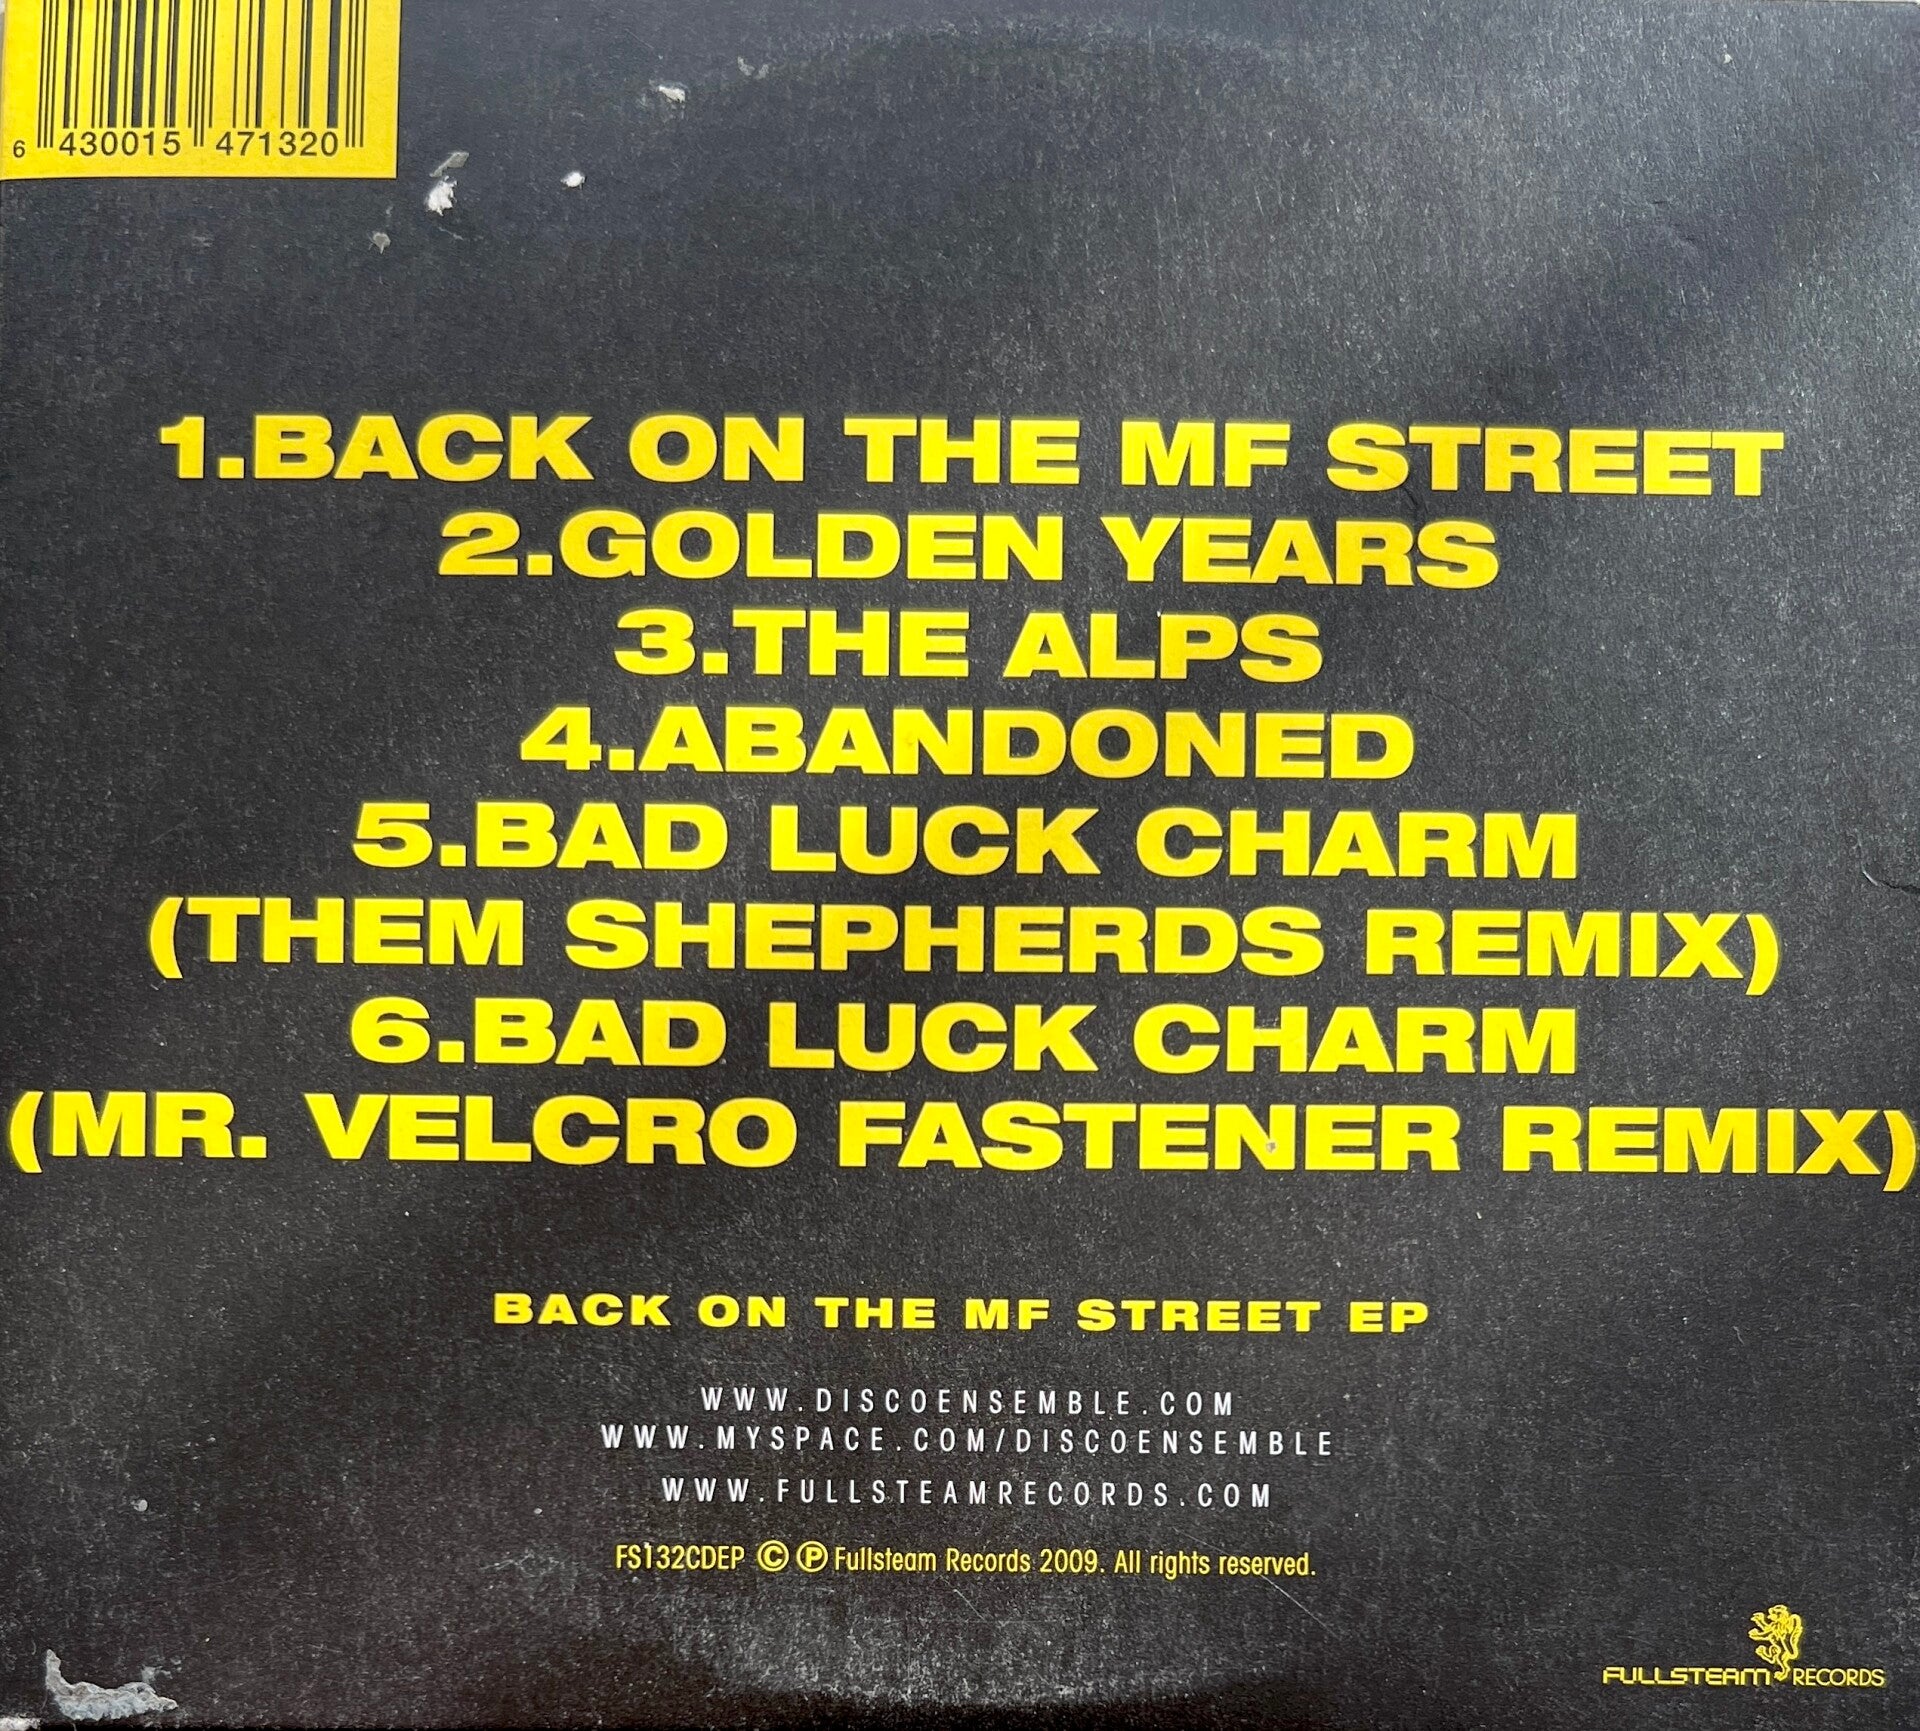 6 430015 471320
1.BACK ON THE MF STREET
2.GOLDEN YEARS
3.THE ALPS
4.ABANDONED
5.BAD LUCK CHARM
(THEM SHEPHERDS REMIX)
6.BAD LUCK CHARM
(MR. VELCRO FASTENER REMIX)
BACK ON THE MF STREET EP
WWW.DISCOENSEMBLE.COM
WWW.MYSPACE.COM/DISCOENSEMBLE
WWW.FULLSTEAMRECORDS.COM
FS132CDEP © ℗ Fullsteam Records 2009. All rights reserved.
FULLSTEAM RECORDS